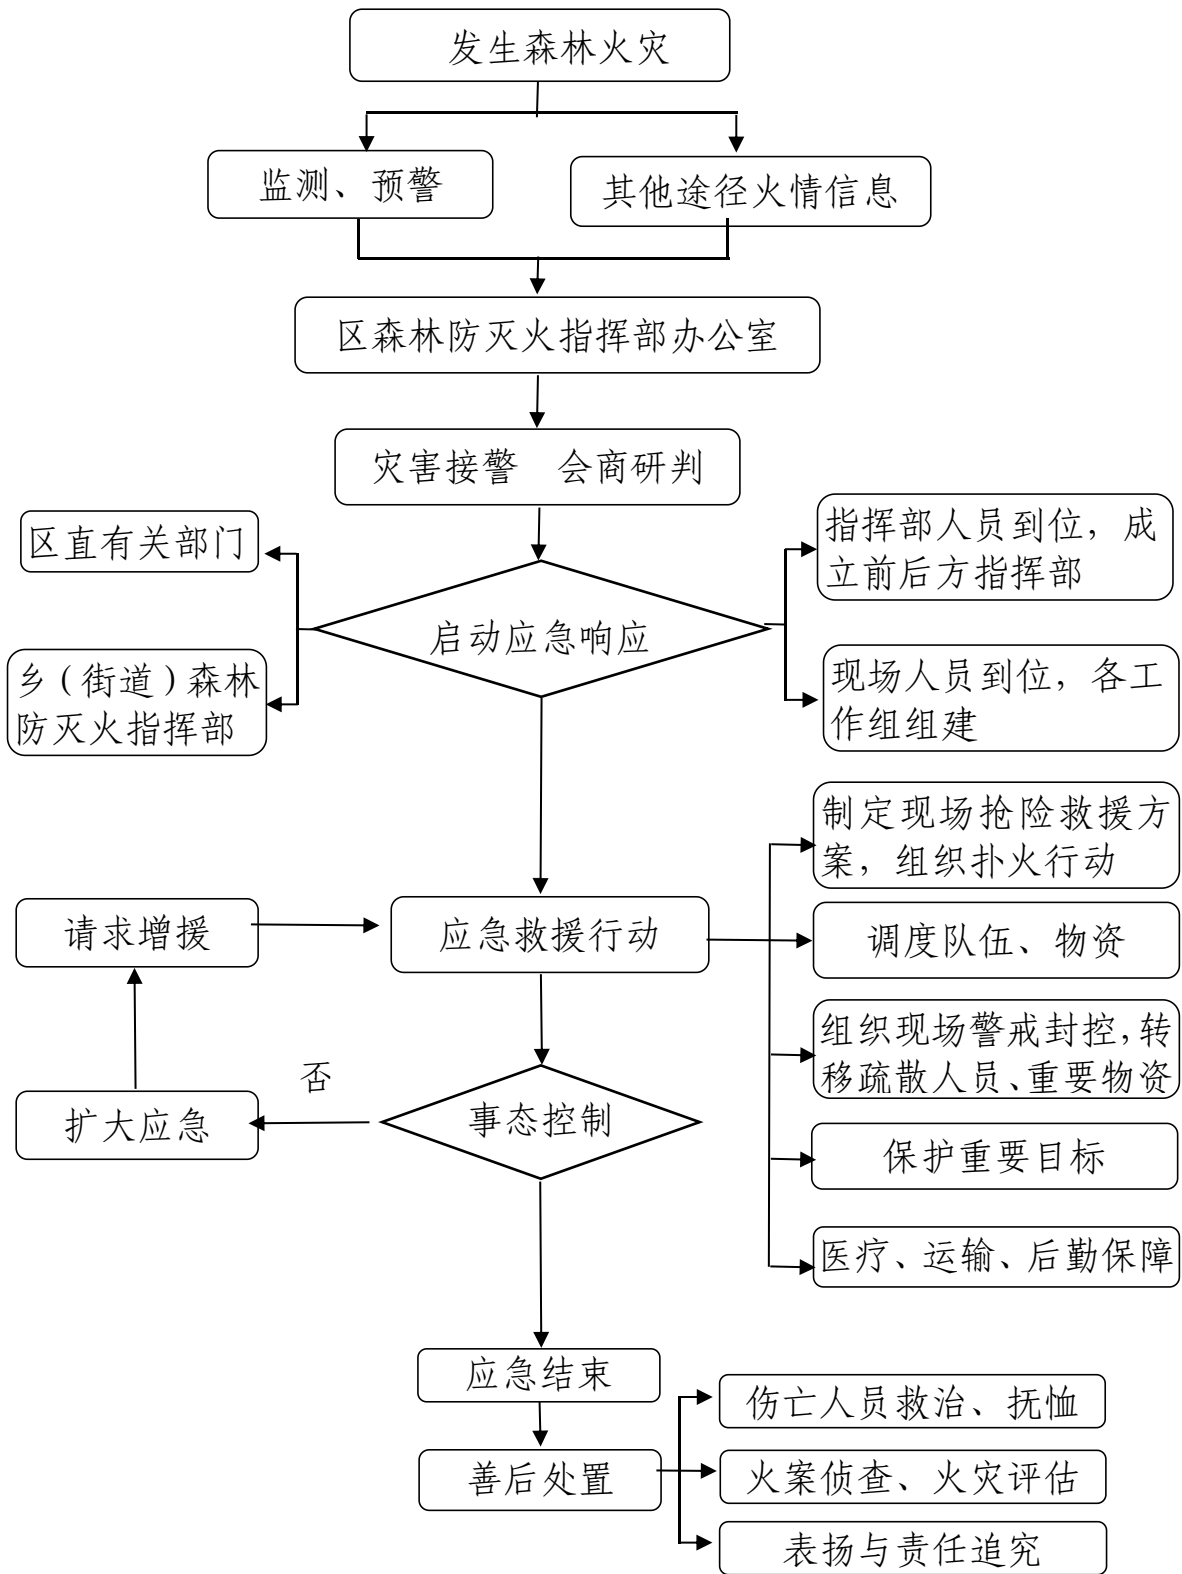 发生森林火灾
监测、预警
其他途径火情信息
区森林防灭火指挥部办公室
灾害接警　会商研判
区直有关部门
指挥部人员到位，成
立前后方指挥部
启动应急响应
乡（街道）森林
防灭火指挥部
现场人员到位，各工
作组组建
制定现场抢险救援方
案，组织扑火行动
请求增援
应急救援行动
调度队伍、物资
组织现场警戒封控，转
移疏散人员、重要物资
否
扩大应急
事态控制
保护重要目标
医疗、运输、后勤保障
应急结束
伤亡人员救治、抚恤
善后处置
火案侦查、火灾评估
表扬与责任追究